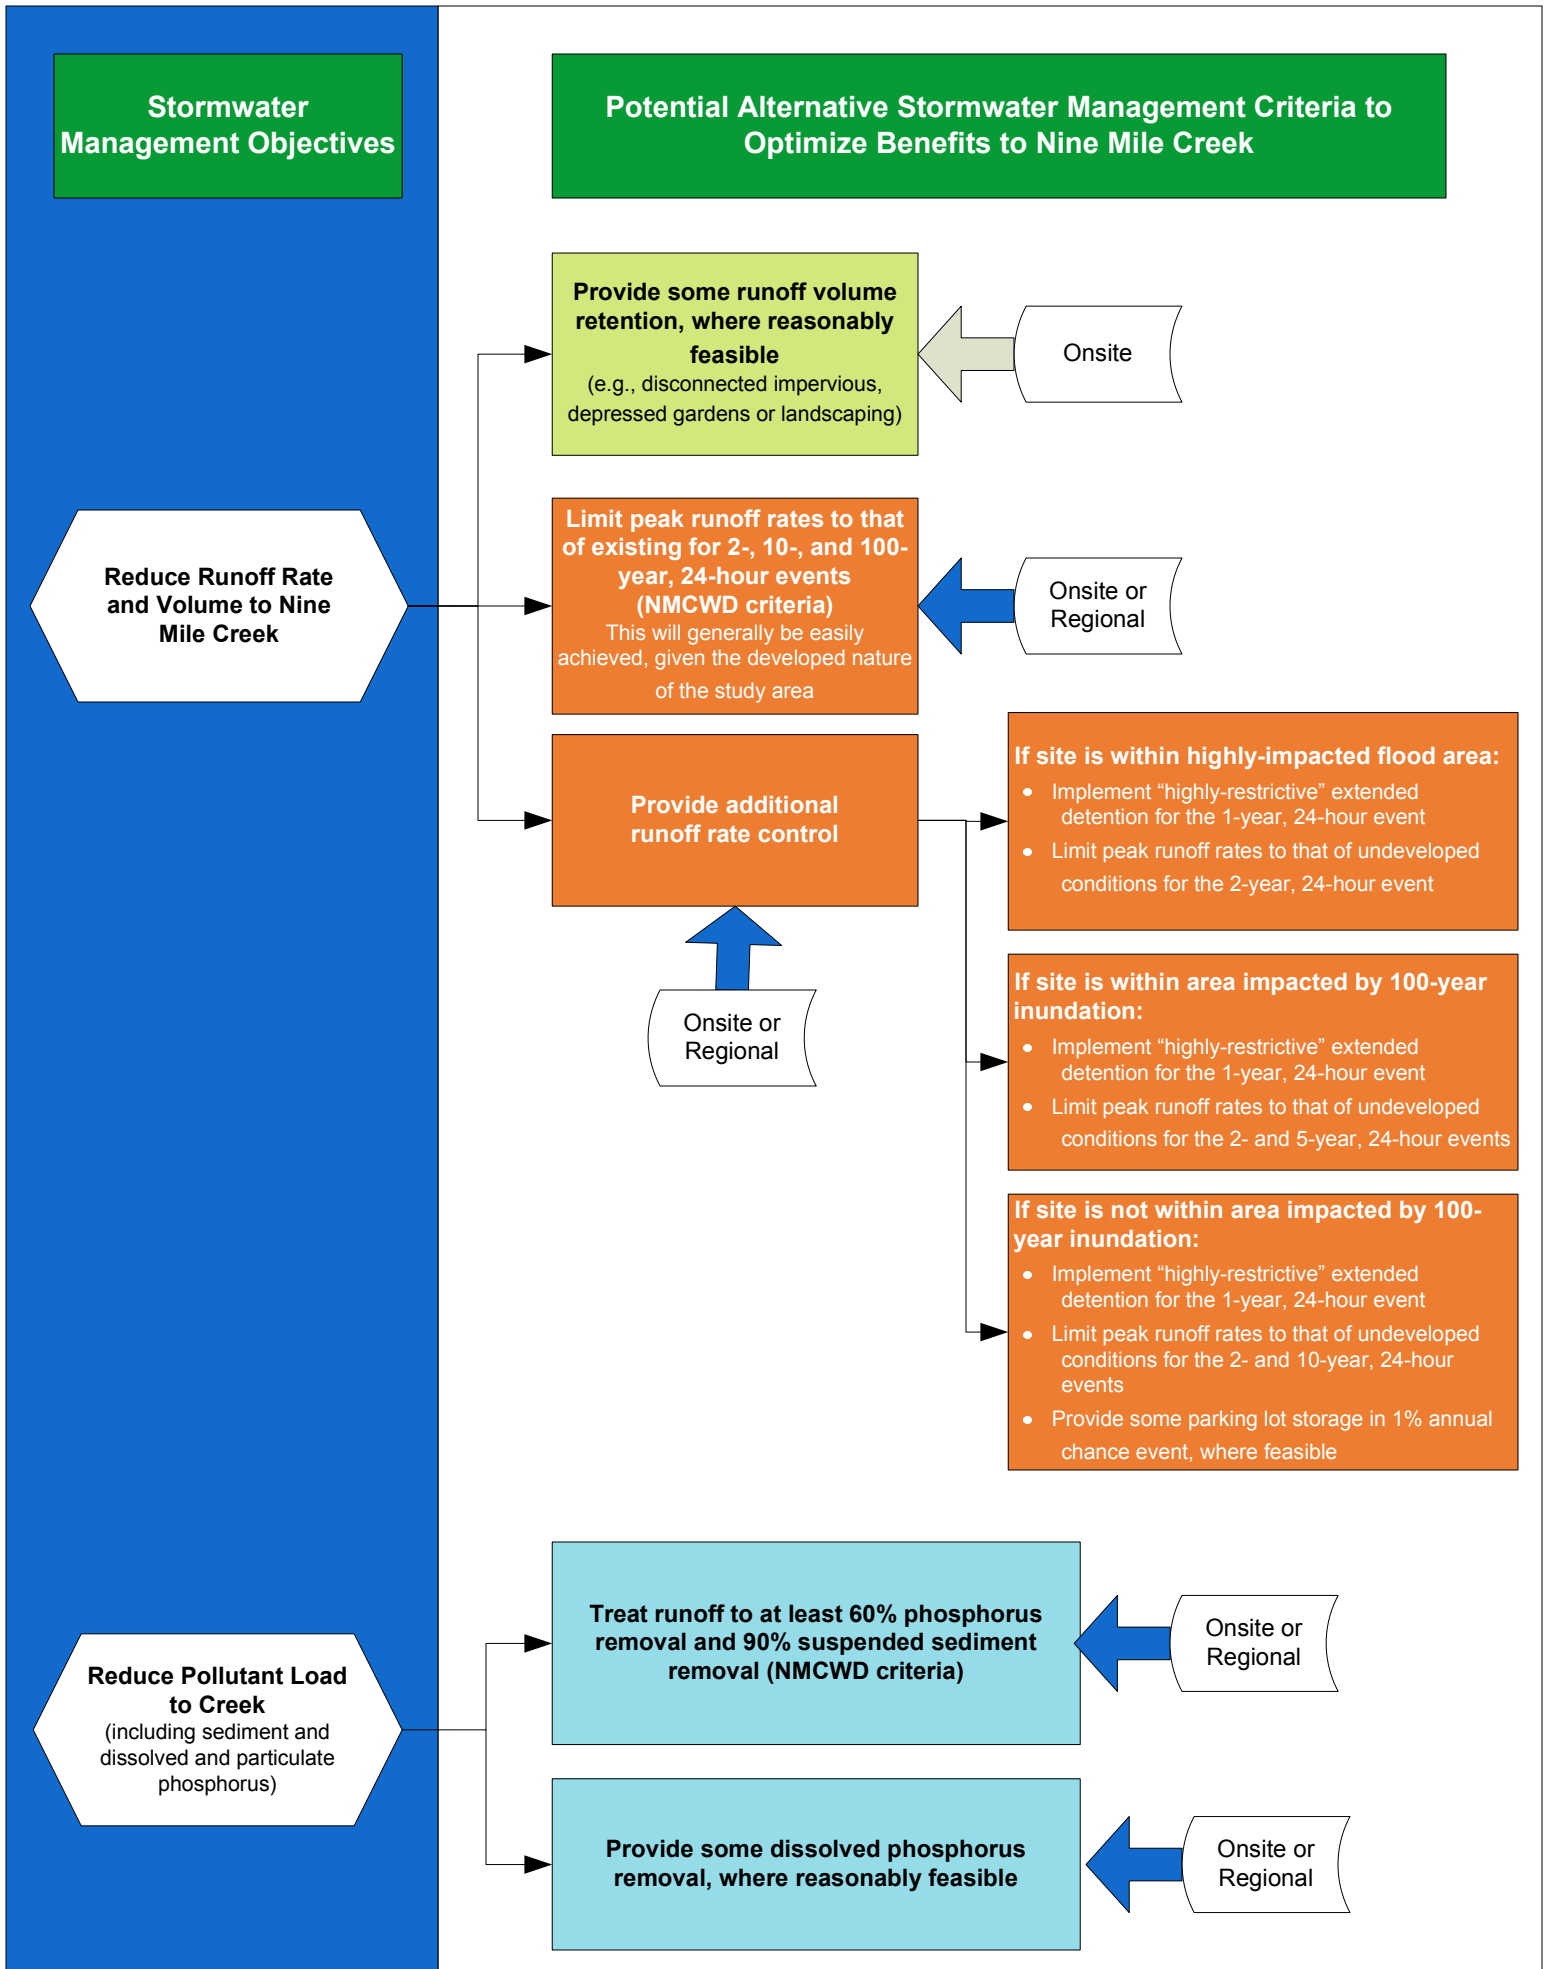 Stormwater
Management Objectives
Potential Alternative Stormwater Management Criteria to
Optimize Benefits to Nine Mile Creek
Reduce Runoff Rate
and Volume to Nine
Mile Creek
Provide some runoff volume
retention, where reasonably
feasible
(e.g., disconnected impervious,
depressed gardens or landscaping)
Onsite
Limit peak runoff rates to that
of existing for 2-, 10-, and 100-
year, 24-hour events
(NMCWD criteria)
This will generally be easily
achieved, given the developed nature
of the study area
Onsite or
Regional
Provide additional
runoff rate control
Onsite or
Regional
If site is within highly-impacted flood area:
• Implement “highly-restrictive” extended
detention for the 1-year, 24-hour event
• Limit peak runoff rates to that of undeveloped
conditions for the 2-year, 24-hour event
If site is within area impacted by 100-year
inundation:
• Implement “highly-restrictive” extended
detention for the 1-year, 24-hour event
• Limit peak runoff rates to that of undeveloped
conditions for the 2- and 5-year, 24-hour events
If site is not within area impacted by 100-
year inundation:
• Implement “highly-restrictive” extended
detention for the 1-year, 24-hour event
• Limit peak runoff rates to that of undeveloped
conditions for the 2- and 10-year, 24-hour
events
• Provide some parking lot storage in 1% annual
chance event, where feasible
Reduce Pollutant Load
to Creek
(including sediment and
dissolved and particulate
phosphorus)
Treat runoff to at least 60% phosphorus
removal and 90% suspended sediment
removal (NMCWD criteria)
Onsite or
Regional
Provide some dissolved phosphorus
removal, where reasonably feasible
Onsite or
Regional